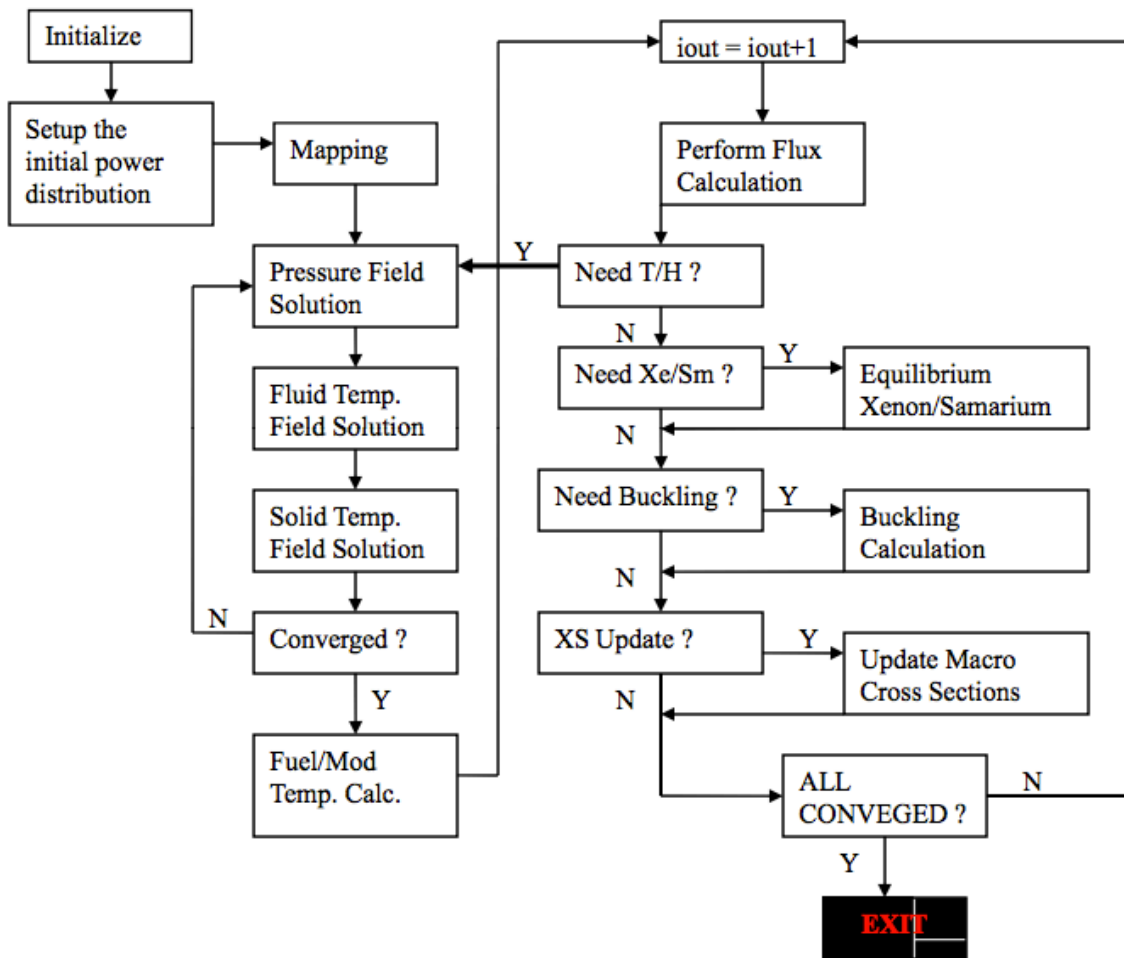 Initialize
Setup the
initial power
distribution
Mapping
Pressure Field
Solution
Fluid Temp.
Field Solution
Solid Temp.
Field Solution
N
Converged ?
Y
Fuel/Mod
Temp. Calc.
iout = iout+1
Perform Flux
Calculation
Y
Need T/H ?
N
Need Xe/Sm ?
Y
Equilibrium
Xenon/Samarium
N
Need Buckling ?
Y
Buckling
Calculation
N
XS Update ?
Y
Update Macro
Cross Sections
N
ALL
CONVEGED ?
N
Y
EXIT